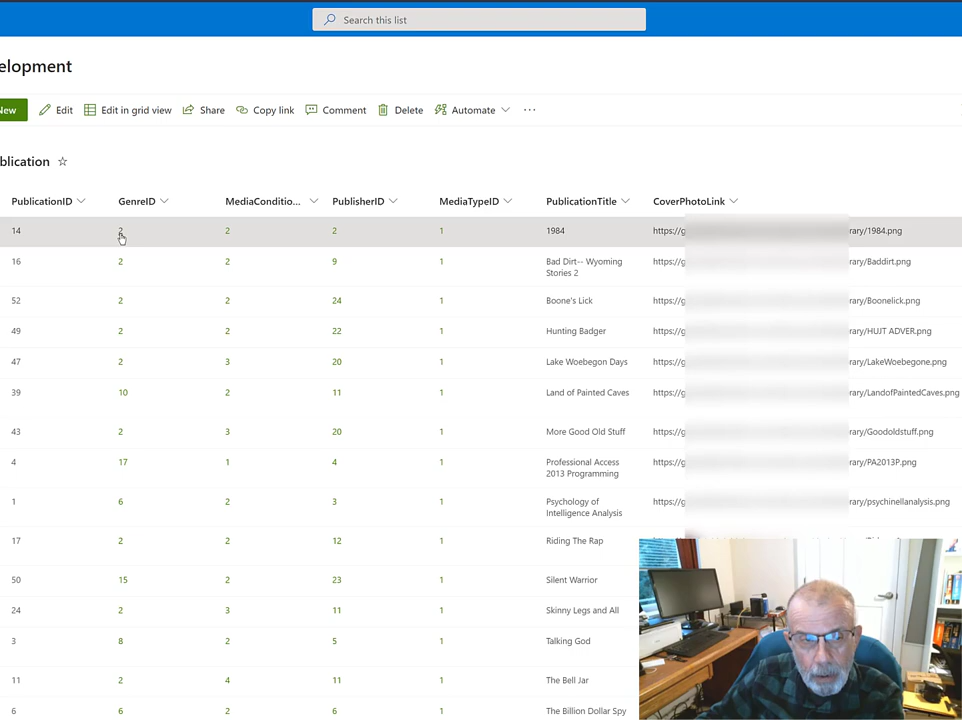 Search this list
elopment
New Edit Edit in grid view Share Copy link Comment Delete Automate ...
blication
PublicationID GenreID MediaConditio... PublisherID MediaTypeID PublicationTitle CoverPhotoLink
14 2 2 2 1 1984 https://g rary/1984.png
16 2 2 9 1 Bad Dirt-- Wyoming https://g rary/Baddirt.png
Stories 2
52 2 2 24 1 Boone's Lick https://g rary/Boonelick.png
49 2 2 22 1 Hunting Badger https://g rary/HUJT ADVER.png
47 2 3 20 1 Lake Woebegon Days https://g rary/LakeWoebegone.png
39 10 2 11 1 Land of Painted Caves https://g rary/LandofPaintedCaves.png
43 2 3 20 1 More Good Old Stuff https://g rary/Goodoldstuff.png
4 17 1 4 1 Professional Access https://g rary/PA2013P.png
2013 Programming
1 6 2 3 1 Psychology of https://g rary/psychinellanalysis.png
Intelligence Analysis
17 2 2 12 1 Riding The Rap
50 15 2 23 1 Silent Warrior
24 2 3 11 1 Skinny Legs and All
3 8 2 5 1 Talking God
11 2 4 11 1 The Bell Jar
6 6 2 6 1 The Billion Dollar Spy